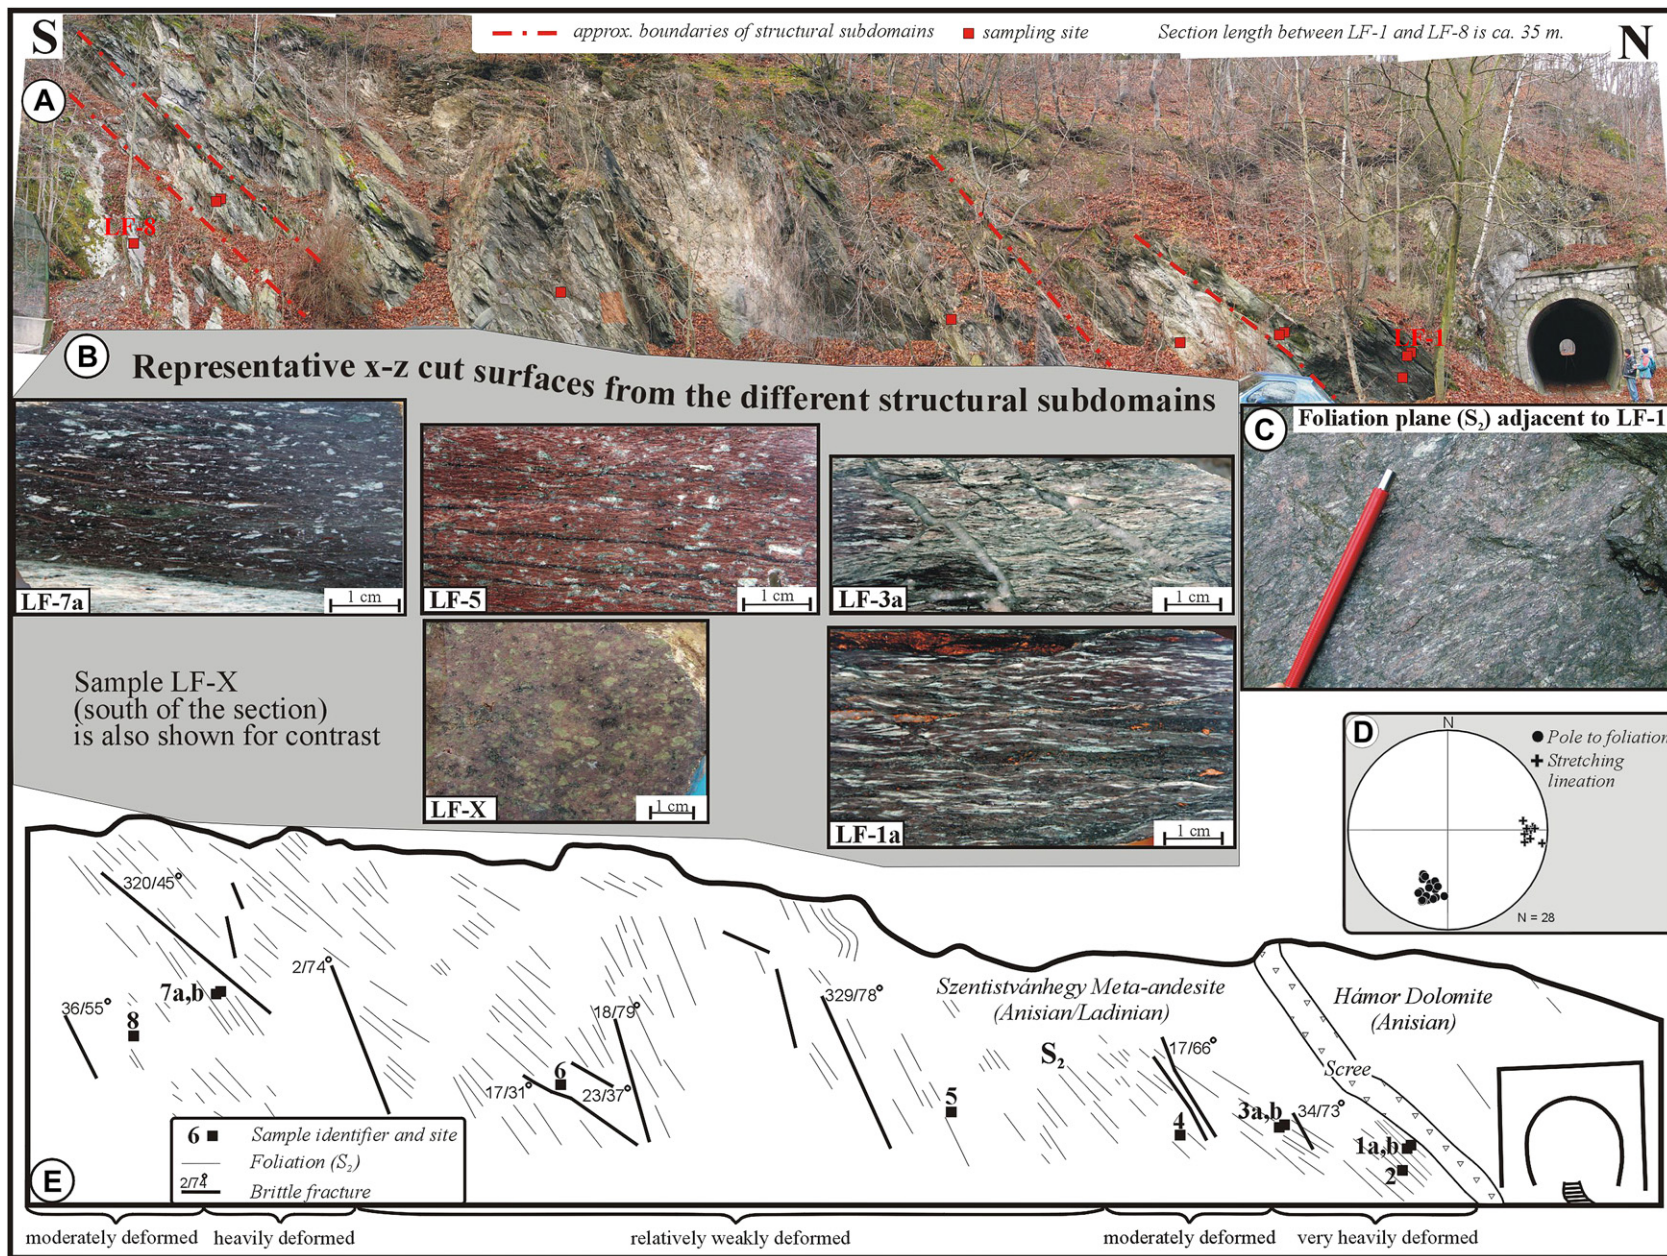 S
approx. boundaries of structural subdomains
sampling site
Section length between LF-1 and LF-8 is ca. 35 m.
N
A
LF-8
LF-1
B
Representative x-z cut surfaces from the different structural subdomains
C
Foliation plane (S₂) adjacent to LF-1
LF-7a
1 cm
LF-5
1 cm
LF-3a
1 cm
Sample LF-X
(south of the section)
is also shown for contrast
LF-X
1 cm
LF-1a
1 cm
D
N
Pole to foliation
Stretching
lineation
N = 28
320/45°
2/74°
36/55°
7a,b
8
18/79°
17/31°
6
23/37°
329/78°
5
Szentistvánhegy Meta-andesite
(Anisian/Ladinian)
S₂
17/66°
4
3a,b
34/73°
Hámor Dolomite
(Anisian)
Scree
1a,b
2
6 Sample identifier and site
Foliation (S₂)
2/74° Brittle fracture
E
moderately deformed
heavily deformed
relatively weakly deformed
moderately deformed
very heavily deformed